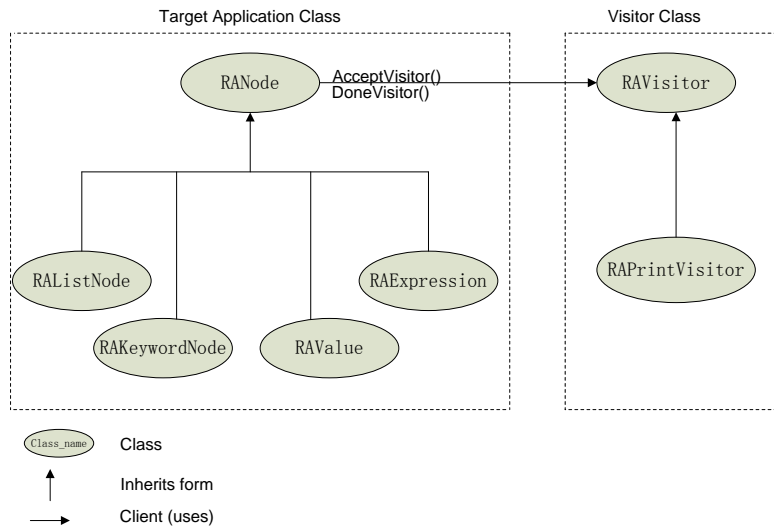 Target Application Class
Visitor Class
RANode
AcceptVisitor()
DoneVisitor()
RAVisitor
RAListNode
RAExpression
RAPrintVisitor
RAKeywordNode
RAValue
Class_name
Class
Inherits form
Client (uses)